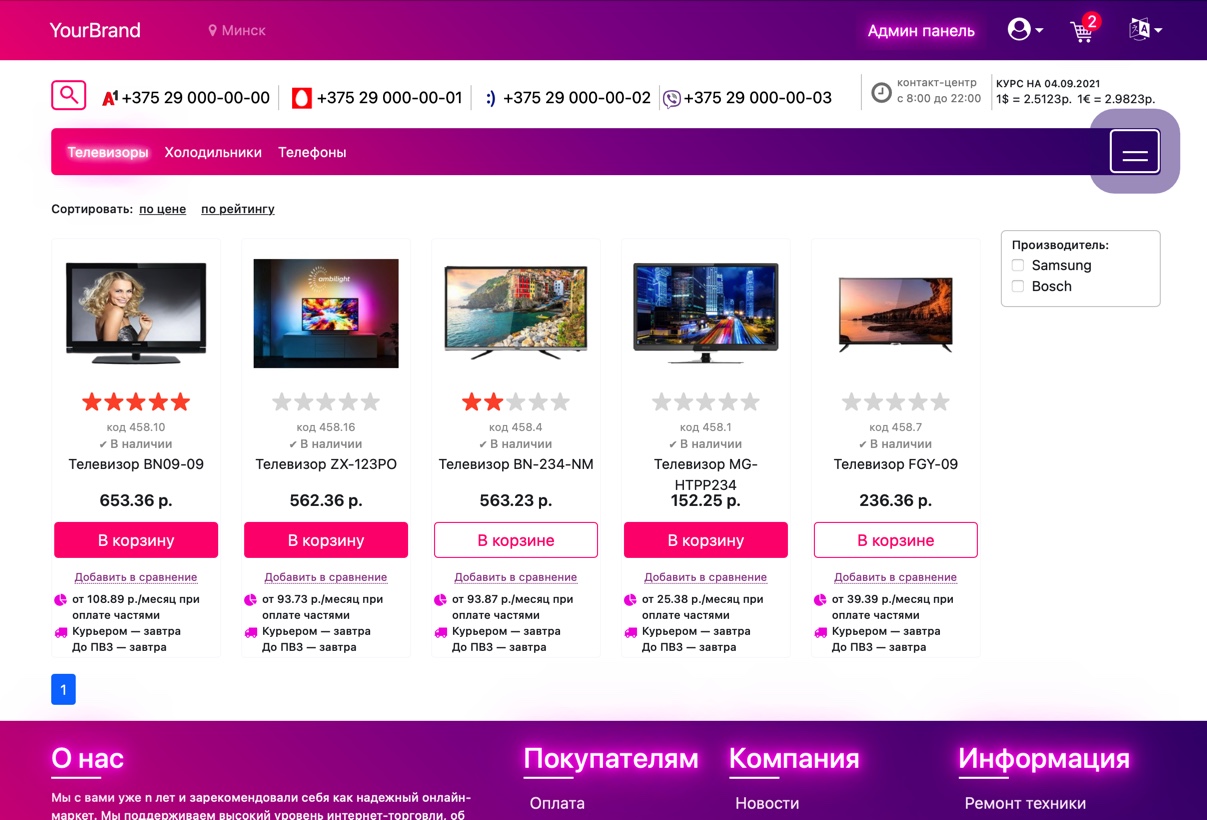 YourBrand
Минск
Админ панель
2
A1 +375 29 000-00-00
+375 29 000-00-01
:) +375 29 000-00-02
+375 29 000-00-03
контакт-центр
с 8:00 до 22:00
КУРС НА 04.09.2021
1$ = 2.5123р. 1€ = 2.9823р.
Телевизоры Холодильники Телефоны
Сортировать: по цене по рейтингу
Производитель:
Samsung
Bosch
ambilight
код 458.10
✔ В наличии
Телевизор BN09-09
653.36 р.
В корзину
Добавить в сравнение
от 108.89 р./месяц при
оплате частями
Курьером — завтра
До ПВЗ — завтра
код 458.16
✔ В наличии
Телевизор ZX-123PO
562.36 р.
В корзину
Добавить в сравнение
от 93.73 р./месяц при
оплате частями
Курьером — завтра
До ПВЗ — завтра
код 458.4
✔ В наличии
Телевизор BN-234-NM
563.23 р.
В корзине
Добавить в сравнение
от 93.87 р./месяц при
оплате частями
Курьером — завтра
До ПВЗ — завтра
код 458.1
✔ В наличии
Телевизор MG-
HTPP234
152.25 р.
В корзину
Добавить в сравнение
от 25.38 р./месяц при
оплате частями
Курьером — завтра
До ПВЗ — завтра
код 458.7
✔ В наличии
Телевизор FGY-09
236.36 р.
В корзине
Добавить в сравнение
от 39.39 р./месяц при
оплате частями
Курьером — завтра
До ПВЗ — завтра
1
О нас
Мы с вами уже n лет и зарекомендовали себя как надежный онлайн-
маркет. Мы поддерживаем высокий уровень интернет-торговли, об
Покупателям
Оплата
Компания
Новости
Информация
Ремонт техники